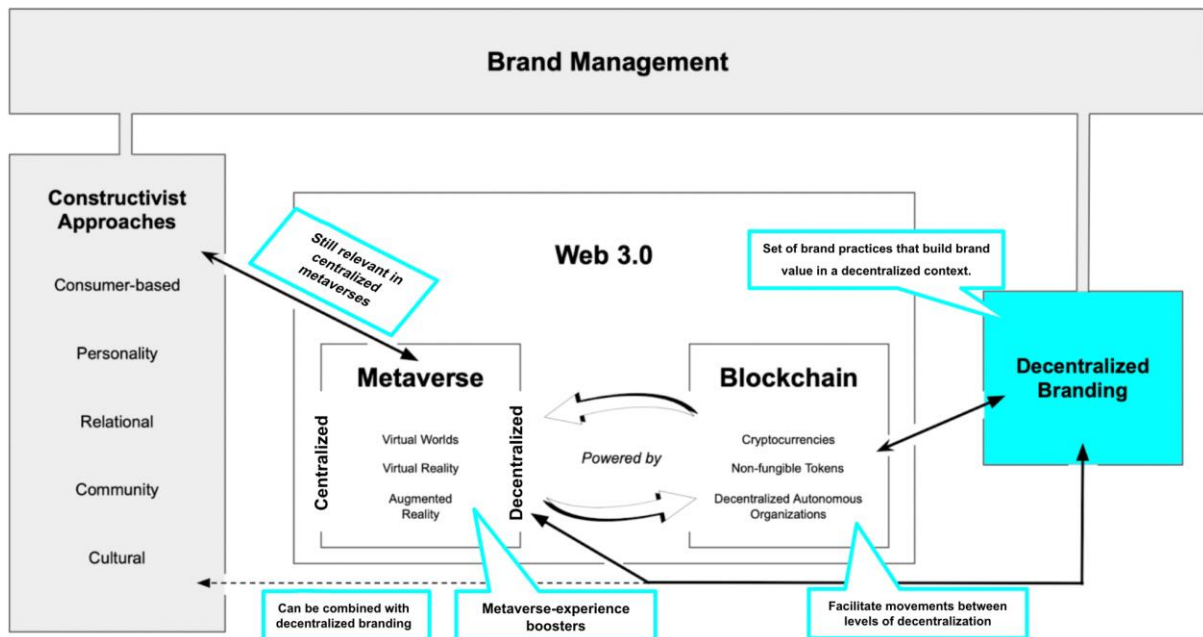 Brand Management
Constructivist
Approaches
Consumer-based
Personality
Relational
Community
Cultural
Still relevant in
centralized
metaverses
Web 3.0
Set of brand practices that build brand
value in a decentralized context.
Metaverse
Centralized
Decentralized
Virtual Worlds
Virtual Reality
Augmented
Reality
Powered by
Blockchain
Cryptocurrencies
Non-fungible Tokens
Decentralized Autonomous
Organizations
Decentralized
Branding
Can be combined with
decentralized branding
Metaverse-experience
boosters
Facilitate movements between
levels of decentralization